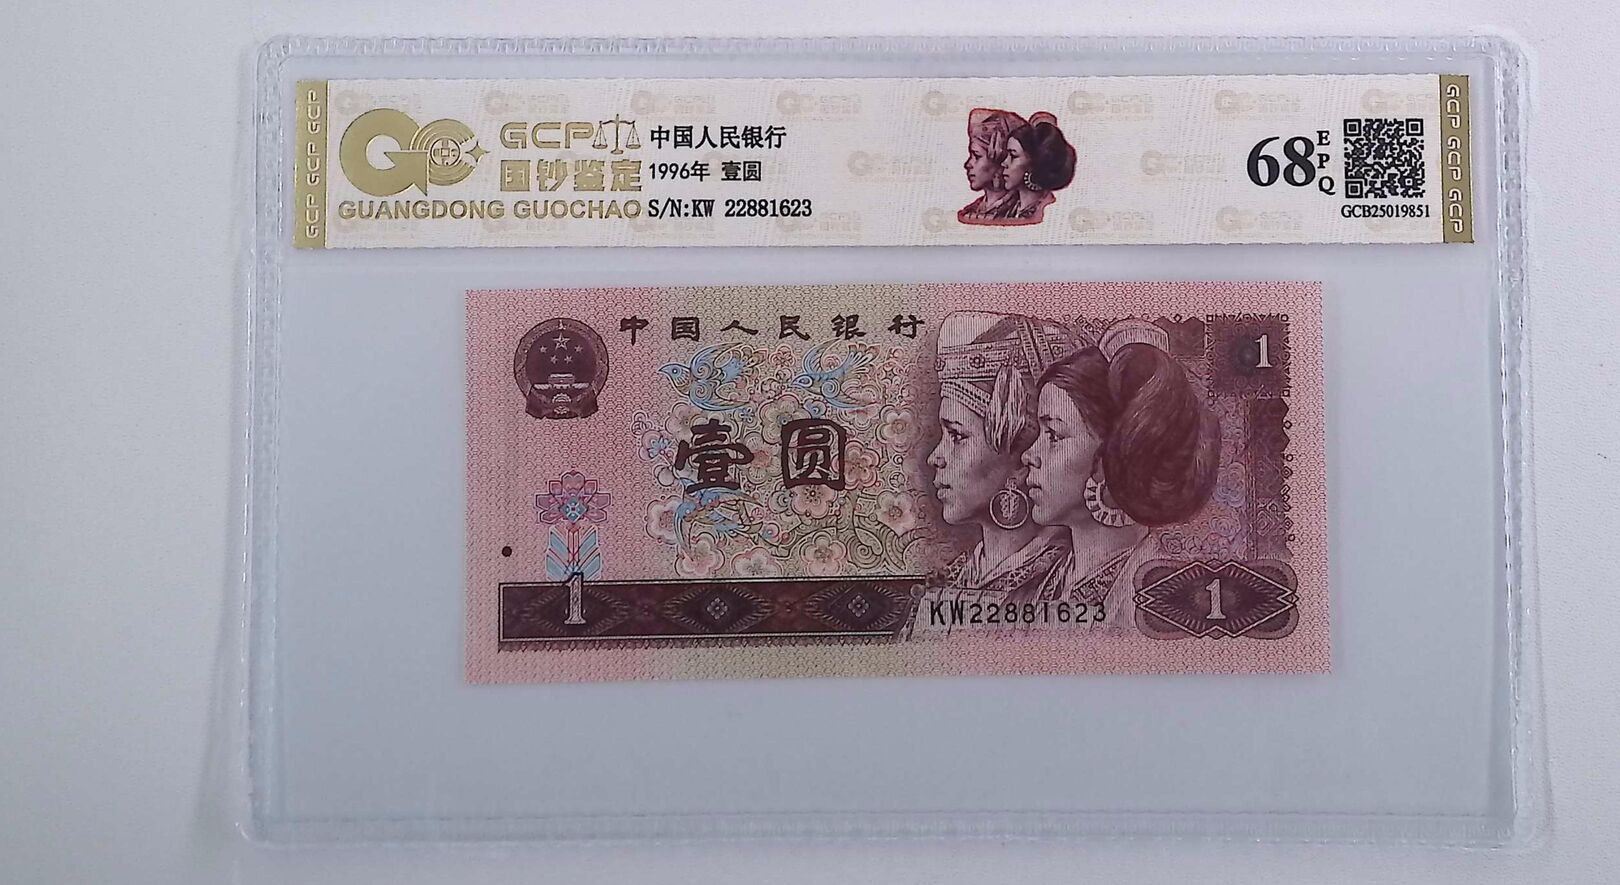 GCP GCP GCP
GCP
国钞鉴定
GUANGDONG GUOCHAO
中国人民银行
1996年 壹圆
S/N:KW 22881623
68
EPQ
GCB25019851
GCP GCP GCP
中国人民银行
1
壹圆
1
KW22881623
1